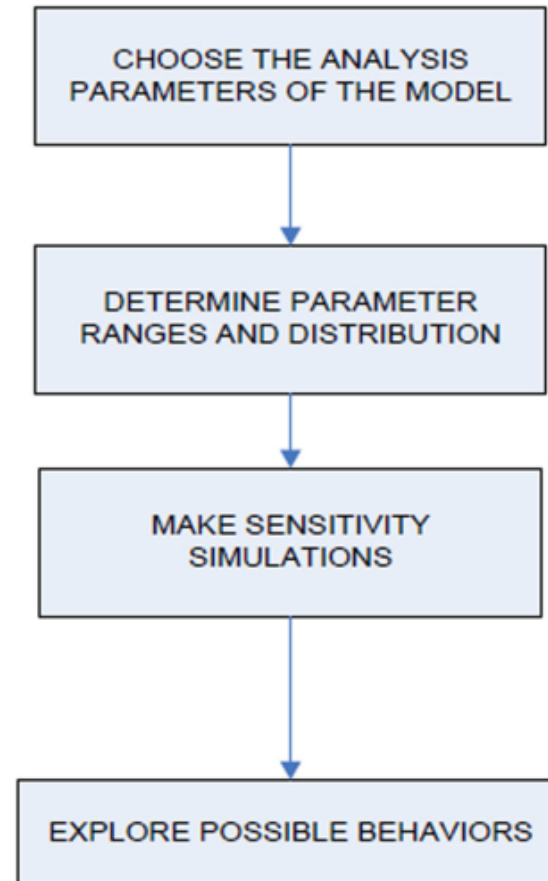 CHOOSE THE ANALYSIS
PARAMETERS OF THE MODEL
DETERMINE PARAMETER
RANGES AND DISTRIBUTION
MAKE SENSITIVITY
SIMULATIONS
EXPLORE POSSIBLE BEHAVIORS